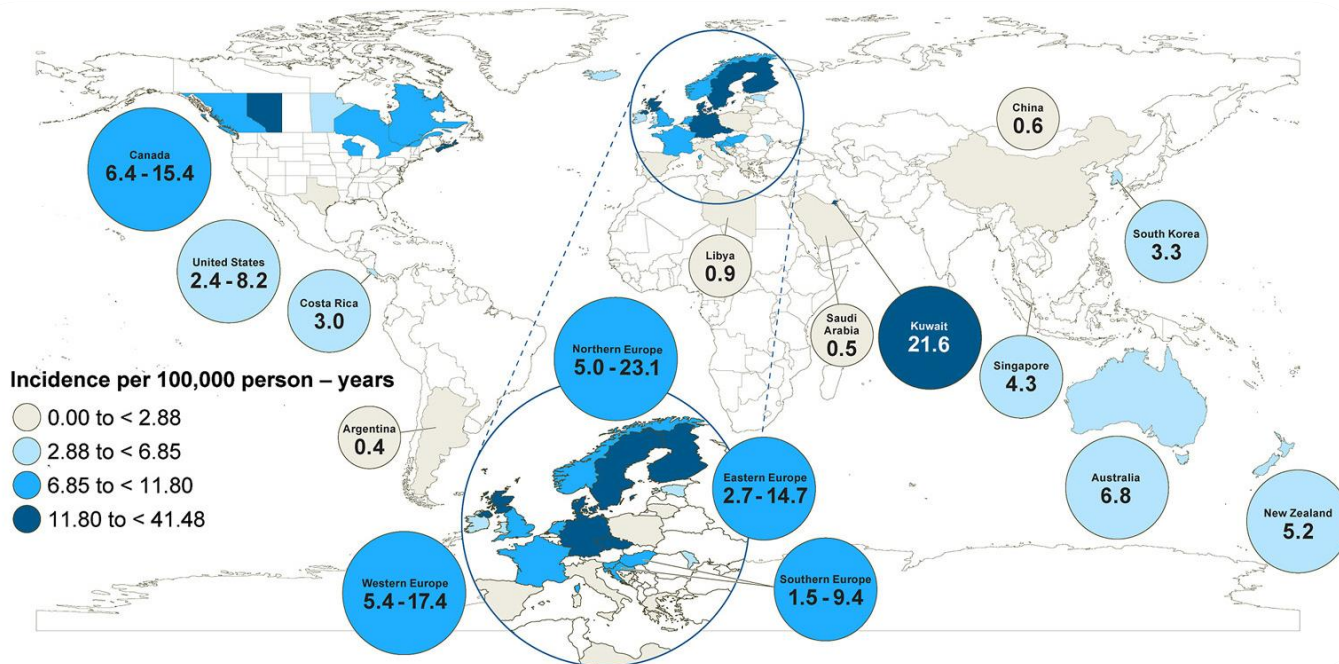 China
0.6
Canada
6.4 - 15.4
South Korea
3.3
United States
2.4 - 8.2
Libya
0.9
Costa Rica
3.0
Saudi
Arabia
0.5
Kuwait
21.6
Northern Europe
5.0 - 23.1
Singapore
4.3
Incidence per 100,000 person – years
0.00 to < 2.88
2.88 to < 6.85
6.85 to < 11.80
11.80 to < 41.48
Argentina
0.4
Eastern Europe
2.7 - 14.7
Australia
6.8
New Zealand
5.2
Western Europe
5.4 - 17.4
Southern Europe
1.5 - 9.4